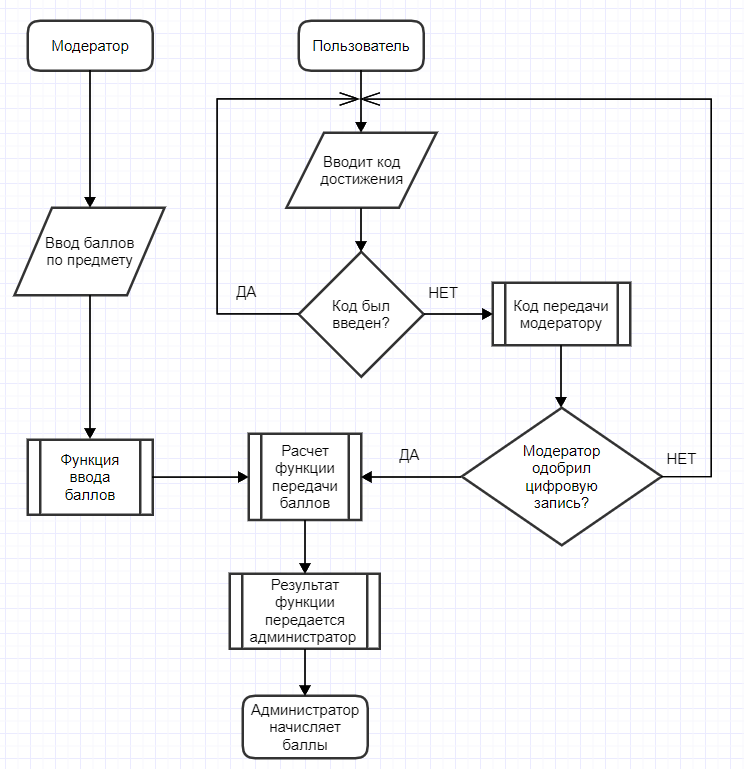 Модератор
Пользователь
Вводит код
достижения
Ввод баллов
по предмету
ДА
Код был
введен?
НЕТ
Код передачи
модератору
Функция
ввода
баллов
Расчет
функции
передачи
баллов
ДА
Модератор
одобрил
цифровую
запись?
НЕТ
Результат
функции
передается
администратор
Администратор
начисляет
баллы